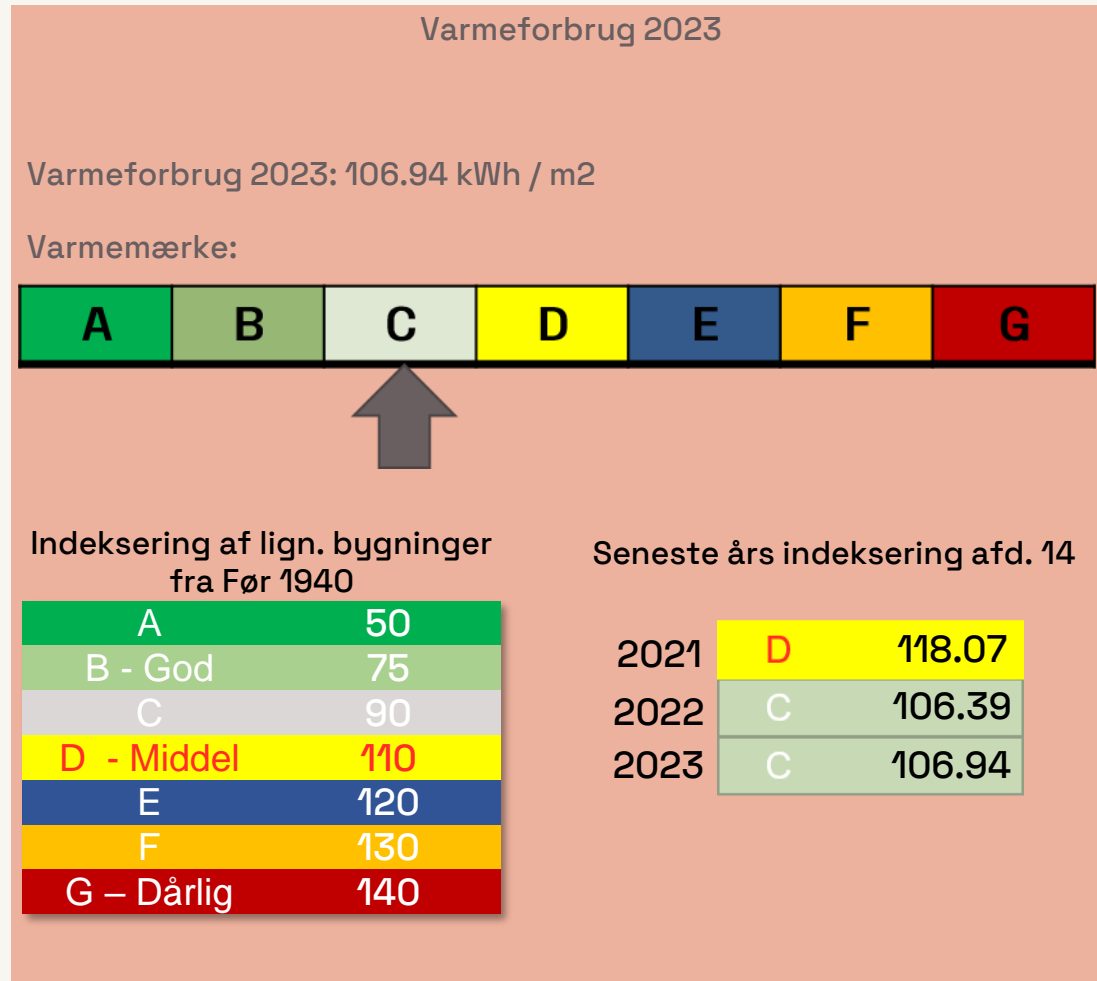 Varmeforbrug 2023
Varmeforbrug 2023: 106.94 kWh / m2
Varmemærke:
A B C D E F G
Indeksering af lign. bygninger
fra Før 1940
A 50
B - God 75
C 90
D - Middel 110
E 120
F 130
G – Dårlig 140
Seneste års indeksering afd. 14
2021 D 118.07
2022 C 106.39
2023 C 106.94